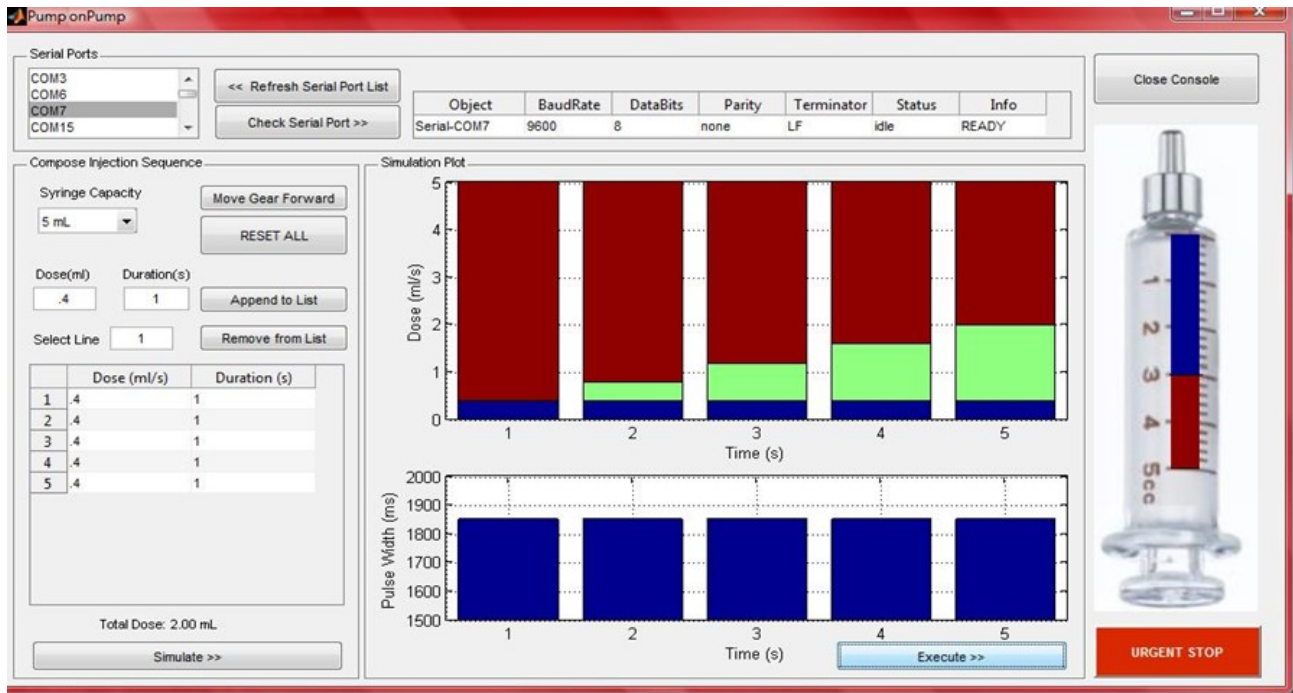 Pump onPump
Serial Ports
COM3
COM6
COM7
COM15
<< Refresh Serial Port List
Check Serial Port >>
Object BaudRate DataBits Parity Terminator Status Info
Serial-COM7 9600 8 none LF idle READY
Close Console
Compose Injection Sequence
Syringe Capacity
5 mL
Move Gear Forward
RESET ALL
Dose(ml) Duration(s)
.4 1 Append to List
Select Line 1 Remove from List
Dose (ml/s) Duration (s)
1 .4 1
2 .4 1
3 .4 1
4 .4 1
5 .4 1
Total Dose: 2.00 mL
Simulate >>
Simulation Plot
5
4
3
2
1
0
Dose (ml/s)
1 2 3 4 5
Time (s)
2000
1900
1800
1700
1600
1500
Pulse Width (ms)
1 2 3 4 5
Time (s)
Execute >>
1
2
3
4
5cc
URGENT STOP